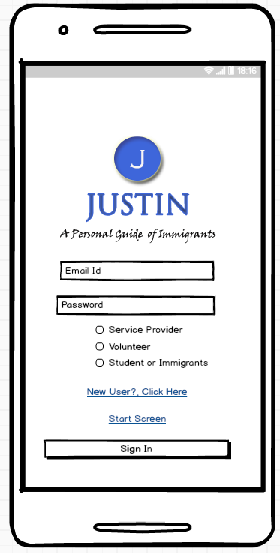 18:16
J
JUSTIN
A Personal Guide of Immigrants
Email Id
Password
Service Provider
Volunteer
Student or Immigrants
New User?, Click Here
Start Screen
Sign In